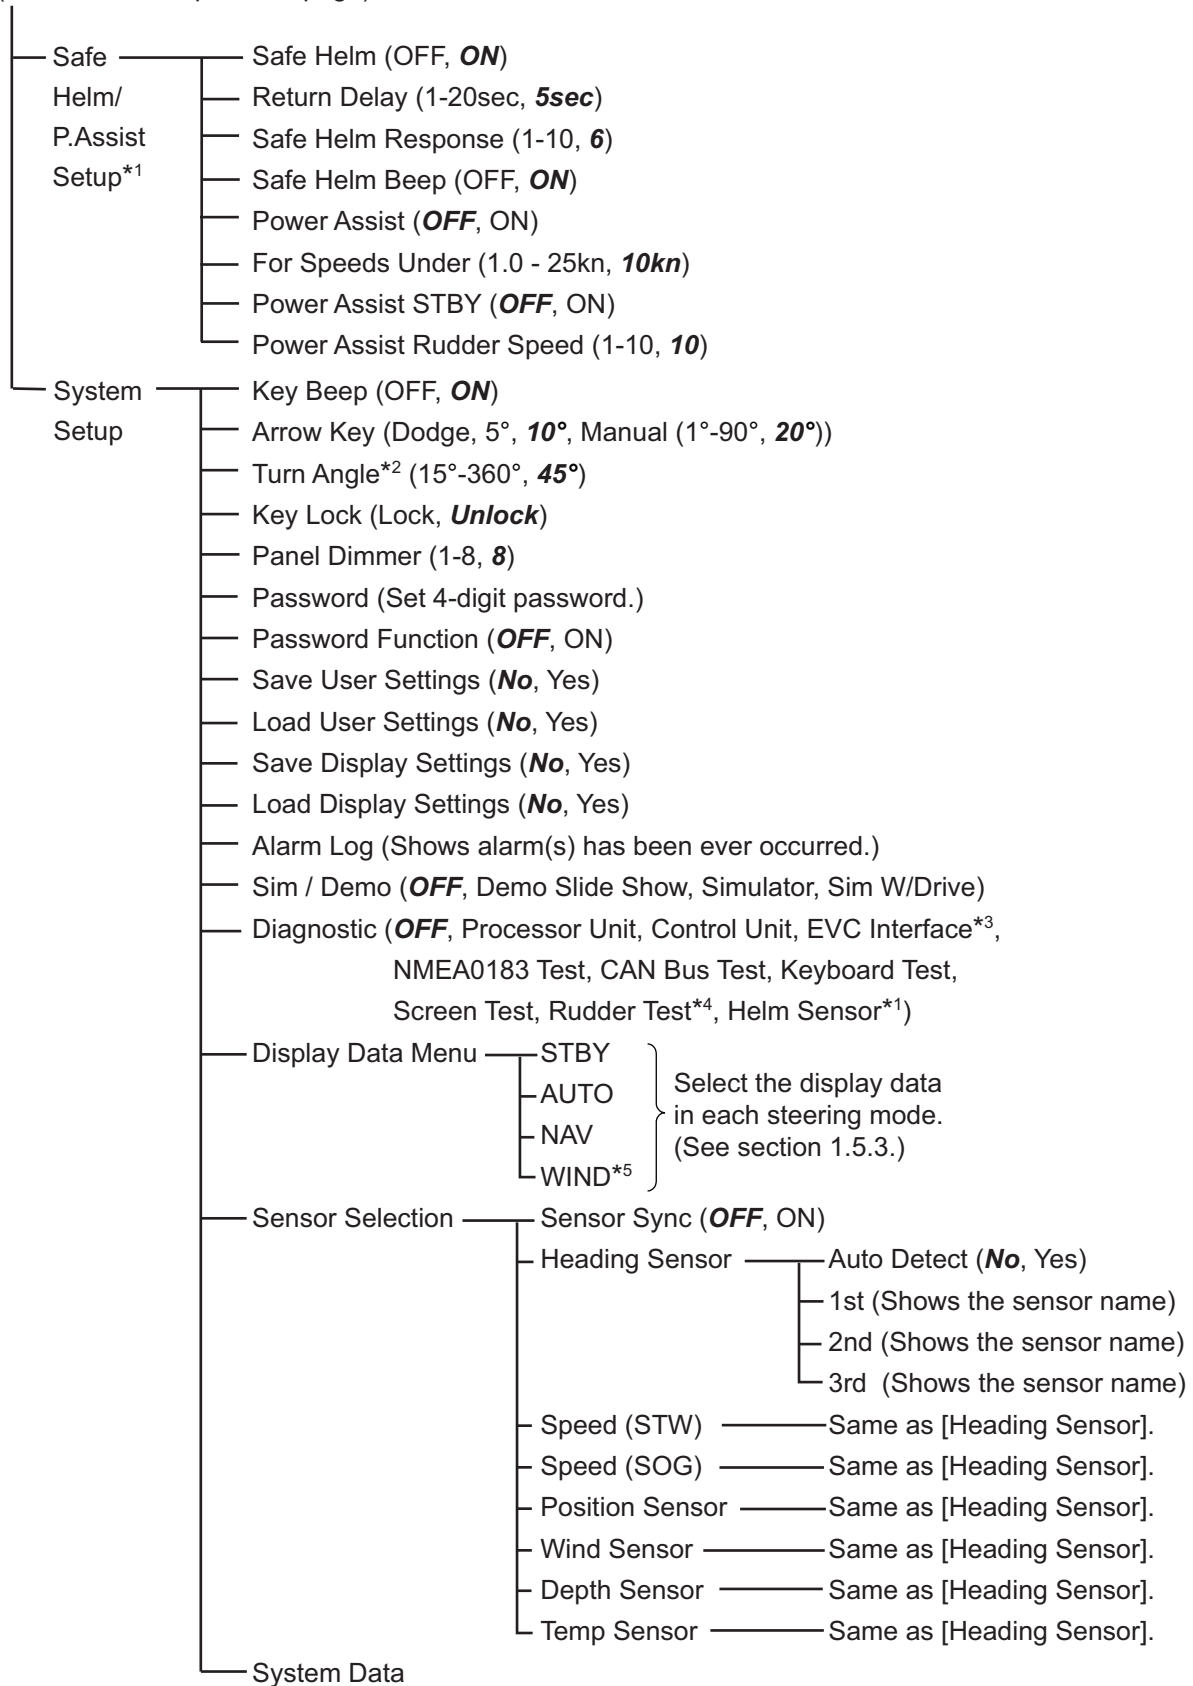 Safe
Helm/
P.Assist
Setup*1
Safe Helm (OFF, ON)
Return Delay (1-20sec, 5sec)
Safe Helm Response (1-10, 6)
Safe Helm Beep (OFF, ON)
Power Assist (OFF, ON)
For Speeds Under (1.0 - 25kn, 10kn)
Power Assist STBY (OFF, ON)
Power Assist Rudder Speed (1-10, 10)
System
Setup
Key Beep (OFF, ON)
Arrow Key (Dodge, 5°, 10°, Manual (1°-90°, 20°))
Turn Angle*2 (15°-360°, 45°)
Key Lock (Lock, Unlock)
Panel Dimmer (1-8, 8)
Password (Set 4-digit password.)
Password Function (OFF, ON)
Save User Settings (No, Yes)
Load User Settings (No, Yes)
Save Display Settings (No, Yes)
Load Display Settings (No, Yes)
Alarm Log (Shows alarm(s) has been ever occurred.)
Sim / Demo (OFF, Demo Slide Show, Simulator, Sim W/Drive)
Diagnostic (OFF, Processor Unit, Control Unit, EVC Interface*3,
NMEA0183 Test, CAN Bus Test, Keyboard Test,
Screen Test, Rudder Test*4, Helm Sensor*1)
Display Data Menu
STBY
AUTO
NAV
WIND*5
Select the display data
in each steering mode.
(See section 1.5.3.)
Sensor Selection
Sensor Sync (OFF, ON)
Heading Sensor
Auto Detect (No, Yes)
1st (Shows the sensor name)
2nd (Shows the sensor name)
3rd (Shows the sensor name)
Speed (STW)
Same as [Heading Sensor].
Speed (SOG)
Same as [Heading Sensor].
Position Sensor
Same as [Heading Sensor].
Wind Sensor
Same as [Heading Sensor].
Depth Sensor
Same as [Heading Sensor].
Temp Sensor
Same as [Heading Sensor].
System Data